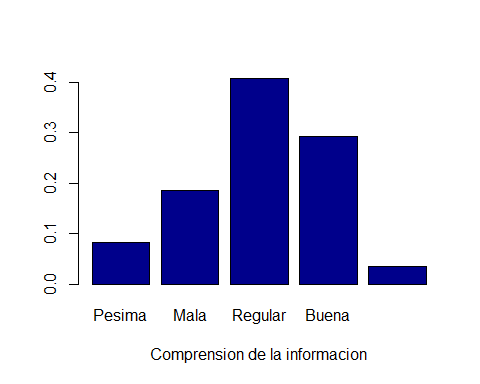 0.4
0.3
0.2
0.1
0.0
Pesima Mala Regular Buena
Comprension de la informacion